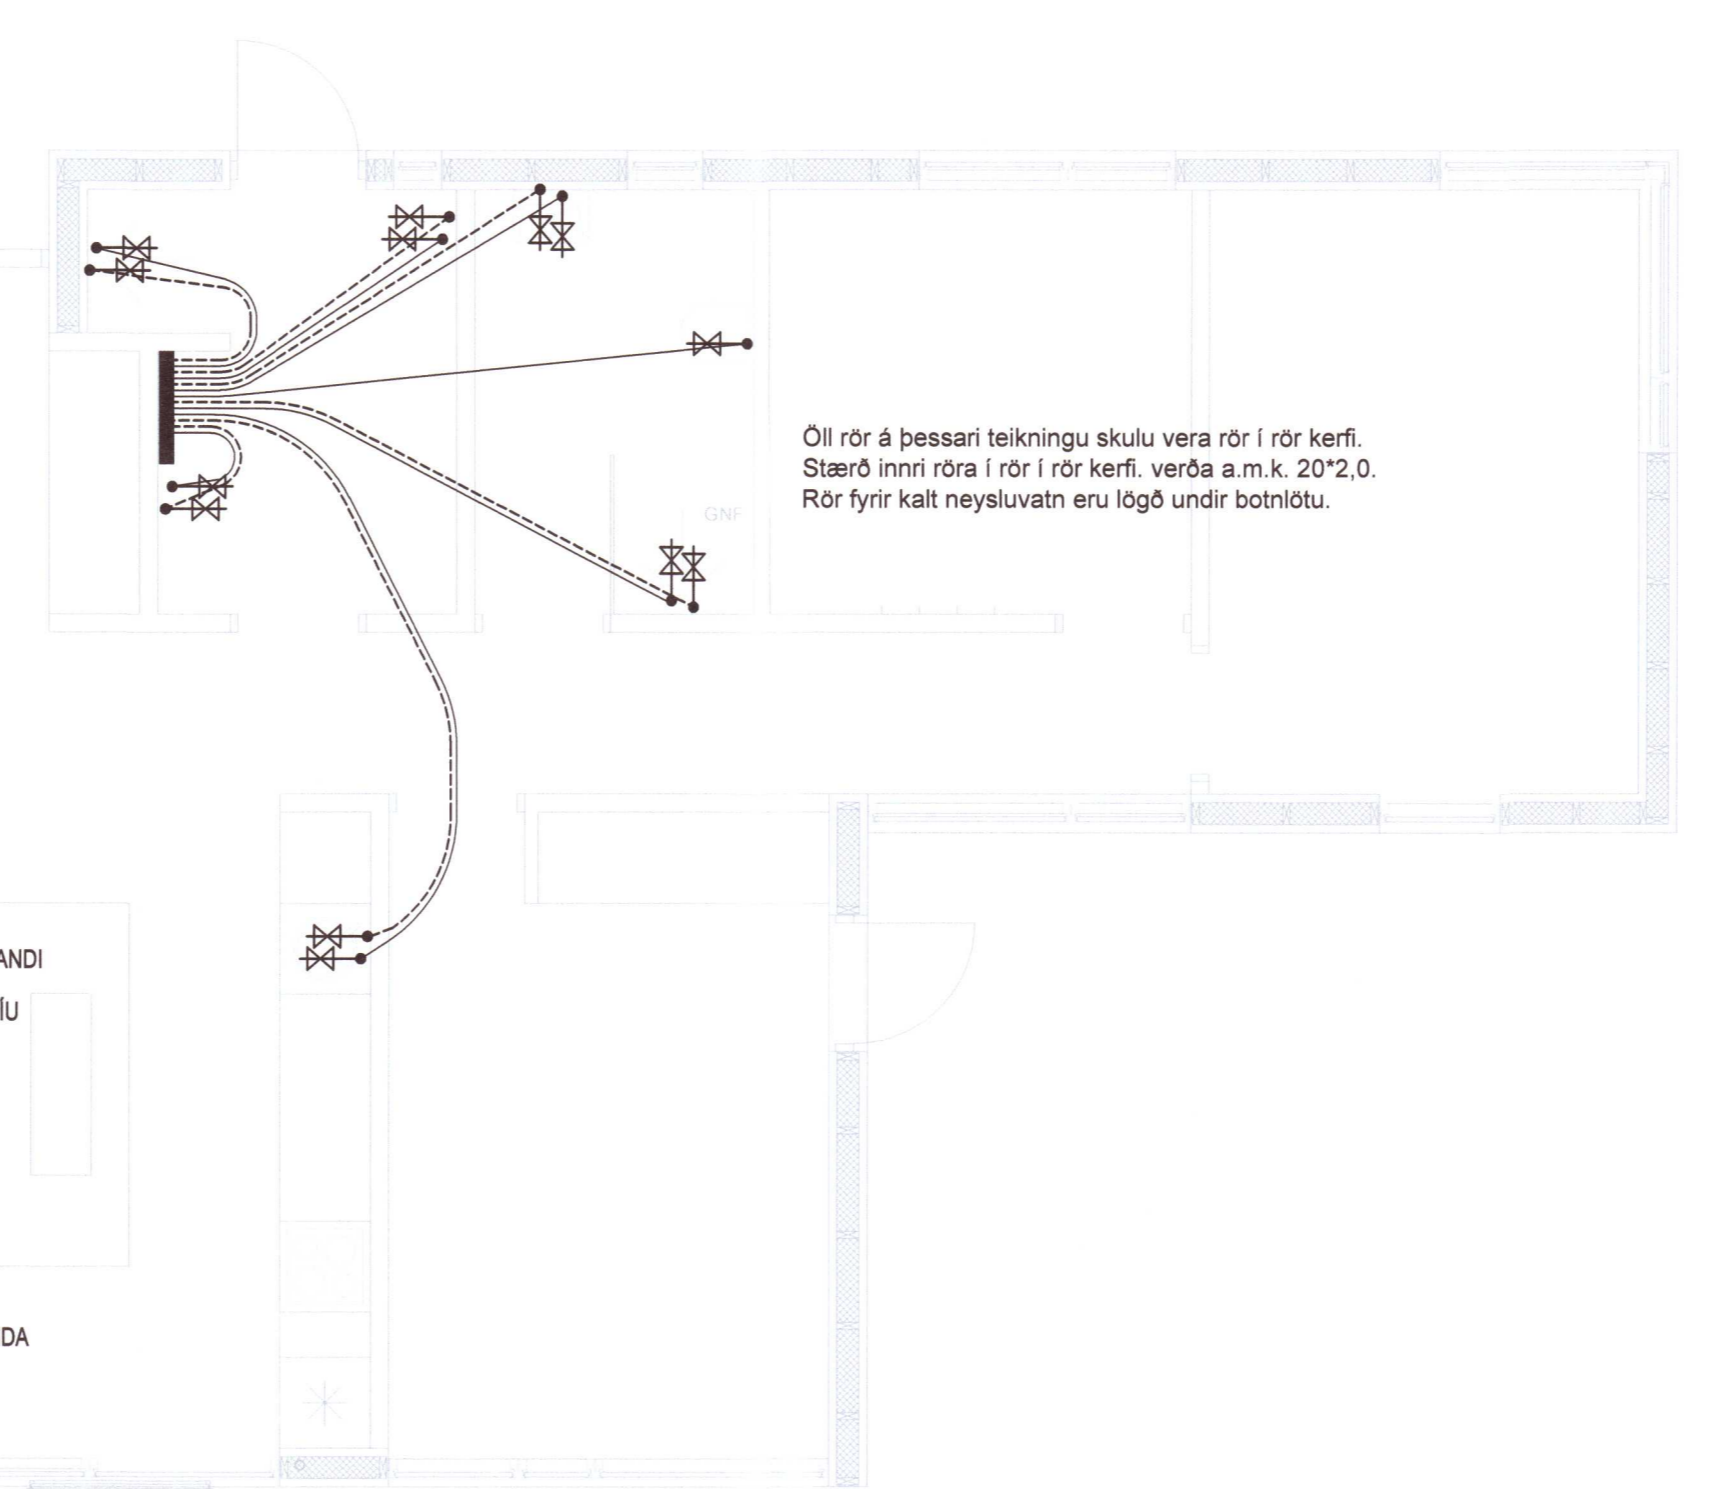 Öll rör á þessari teikningu skulu vera rör í rör kerfi.
Stærð innri röra í rör í rör kerfi. verða a.m.k. 20*2,0.
Rör fyrir kalt neysluvatn eru lögð undir botnlötu.
GNF
ANDI
ÍU
DA